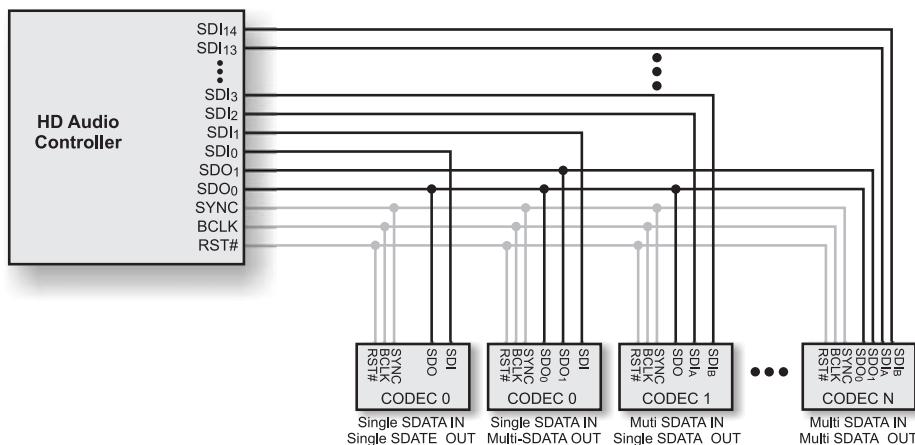 SDI14
SDI13
SDI3
SDI2
SDI1
SDI0
SDO1
SDO0
SYNC
BCLK
RST#
HD Audio
Controller
RST#
BCLK
SYNC
SDO
SDI
CODEC 0
Single SDATA IN
Single SDATE OUT
RST#
BCLK
SYNC
SDO0
SDO1
SDI
CODEC 0
Single SDATA IN
Multi-SDATA OUT
RST#
BCLK
SYNC
SDO
SDIA
SDIB
CODEC 1
Muti SDATA IN
Single SDATA OUT
RST#
BCLK
SYNC
SDO0
SDO1
SDIA
SDIB
CODEC N
Multi SDATA IN
Multi SDATA OUT